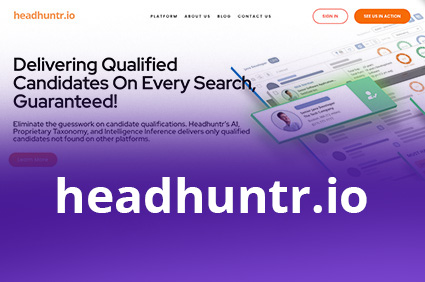 headhuntr.io
PLATFORM ABOUT US BLOG CONTACT US
SIGN IN
SEE US IN ACTION
Delivering Qualified
Candidates On Every Search,
Guaranteed!
Eliminate the guesswork on candidate qualifications. Headhuntr's AI,
Proprietary Taxonomy, and Intelligence Inference delivers only qualified
candidates not found on other platforms.
Learn More
headhuntr.io